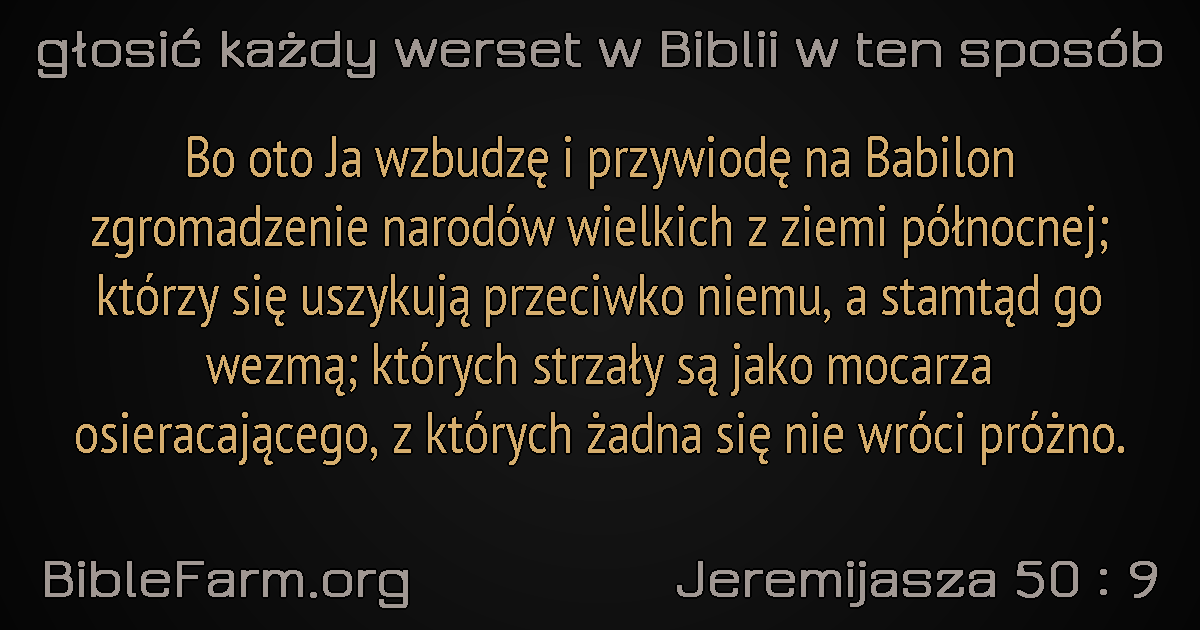 głosić każdy werset w Biblii w ten sposób
Bo oto Ja wzbudzę i przywiodę na Babilon
zgromadzenie narodów wielkich z ziemi północnej;
którzy się uszykują przeciwko niemu, a stamtąd go
wezmą; których strzały są jako mocarza
osieracającego, z których żadna się nie wróci próżno.
BibleFarm.org
Jeremijasza 50 : 9